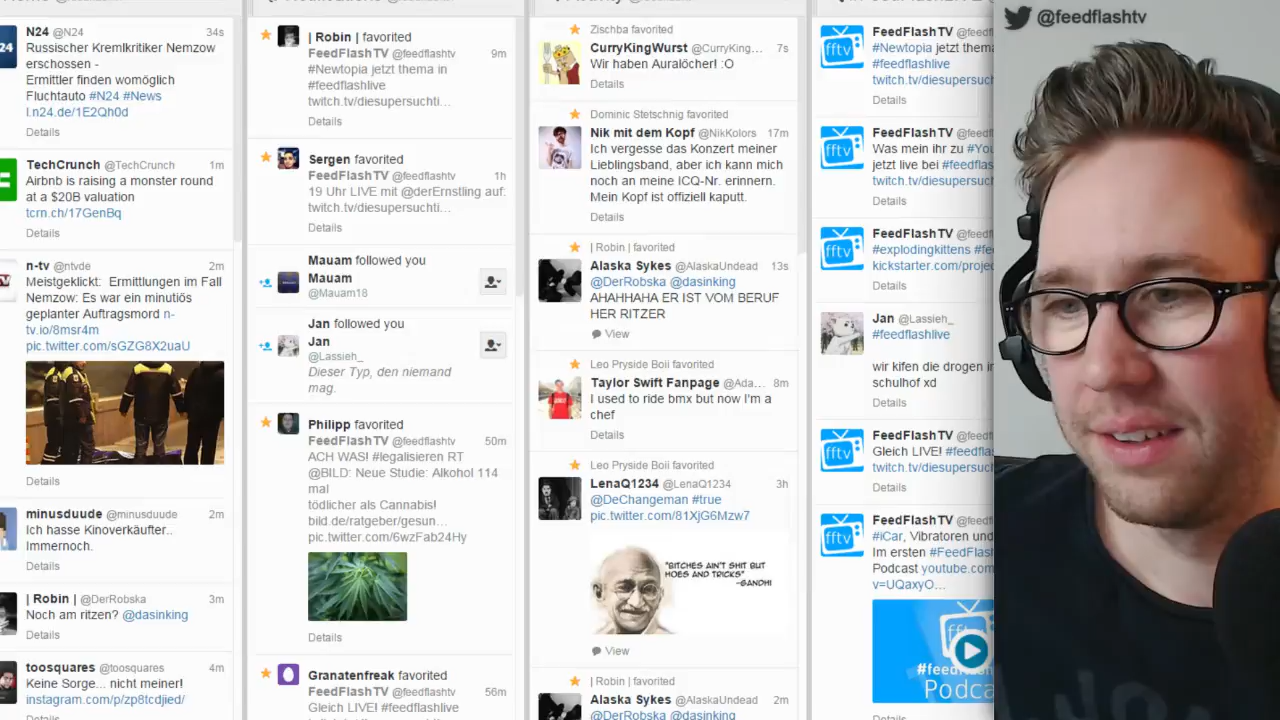 N24 @N24 34s
Russischer Kremlkritiker Nemzow
erschossen -
Ermittler finden womöglich
Fluchtauto #N24 #News
l.n24.de/1E2Qh0d
Details
TechCrunch @TechCrunch 1m
Airbnb is raising a monster round
at a $20B valuation
tcrn.ch/17GenBq
Details
n-tv @ntvde 2m
Meistgeklickt: Ermittlungen im Fall
Nemzow: Es war ein minutiös
geplanter Auftragsmord n-
tv.io/8msr4m
pic.twitter.com/sGZG8X2uaU
Details
minusduude @minusduude 2m
Ich hasse Kinoverkäufer..
Immernoch.
Details
| Robin | @DerRobska 3m
Noch am ritzen? @dasinking
Details
toosquares @toosquares 4m
Keine Sorge... nicht meiner!
instagram.com/p/zp8tcdjied/
| Robin | favorited
FeedFlashTV @feedflashtv 9m
#Newtopia jetzt thema in
#feedflashlive
twitch.tv/diesupersuchti...
Details
Sergen favorited
FeedFlashTV @feedflashtv 1h
19 Uhr LIVE mit @derErnstling auf:
twitch.tv/diesupersuchti...
Details
Mauam followed you
Mauam
@Mauam18
Jan followed you
Jan
@Lassieh_
Dieser Typ, den niemand
mag.
Philipp favorited
FeedFlashTV @feedflashtv 50m
ACH WAS! #legalisieren RT
@BILD: Neue Studie: Alkohol 114
mal
tödlicher als Cannabis!
bild.de/ratgeber/gesun...
pic.twitter.com/6wzFab24Hy
Details
Granatenfreak favorited
FeedFlashTV @feedflashtv 56m
Gleich LIVE! #feedflashlive
Zischba favorited
CurryKingWurst @CurryKing... 7s
Wir haben Auralöcher! :O
Details
Dominic Stetschnig favorited
Nik mit dem Kopf @NikKolors 17m
Ich vergesse das Konzert meiner
Lieblingsband, aber ich kann mich
noch an meine ICQ-Nr. erinnern.
Mein Kopf ist offiziell kaputt.
Details
| Robin | favorited
Alaska Sykes @AlaskaUndead 13s
@DerRobska @dasinking
AHAHHAHA ER IST VOM BERUF
HER RITZER
View
Leo Pryside Boii favorited
Taylor Swift Fanpage @Ada... 8m
I used to ride bmx but now I'm a
chef
Details
Leo Pryside Boii favorited
LenaQ1234 @LenaQ1234 3h
@DeChangeman #true
pic.twitter.com/81XjG6Mzw7
"BITCHES AIN'T SHIT BUT
HOES AND TRICKS"
-GANDHI
View
| Robin | favorited
Alaska Sykes @AlaskaUndead 2m
@DerRobska @dasinking
FeedFlashTV @feedfla
#Newtopia jetzt thema
#feedflashlive
twitch.tv/diesupersuchti
Details
FeedFlashTV @feedfl
Was mein ihr zu #Yo
jetzt live bei #feedflas
twitch.tv/diesupersuchti
Details
FeedFlashTV @feedfl
#explodingkittens #fee
kickstarter.com/projec
Details
Jan @Lassieh_
#feedflashlive
wir kifen die drogen i
schulhof xd
Details
FeedFlashTV @feedfl
Gleich LIVE! #feedfla
twitch.tv/diesupersuchti
Details
FeedFlashTV @feedfl
#iCar, Vibratoren und
Im ersten #FeedFlash
Podcast youtube.com
v=UQaxyO...
fftv
#feed
Podca
@feedflashtv